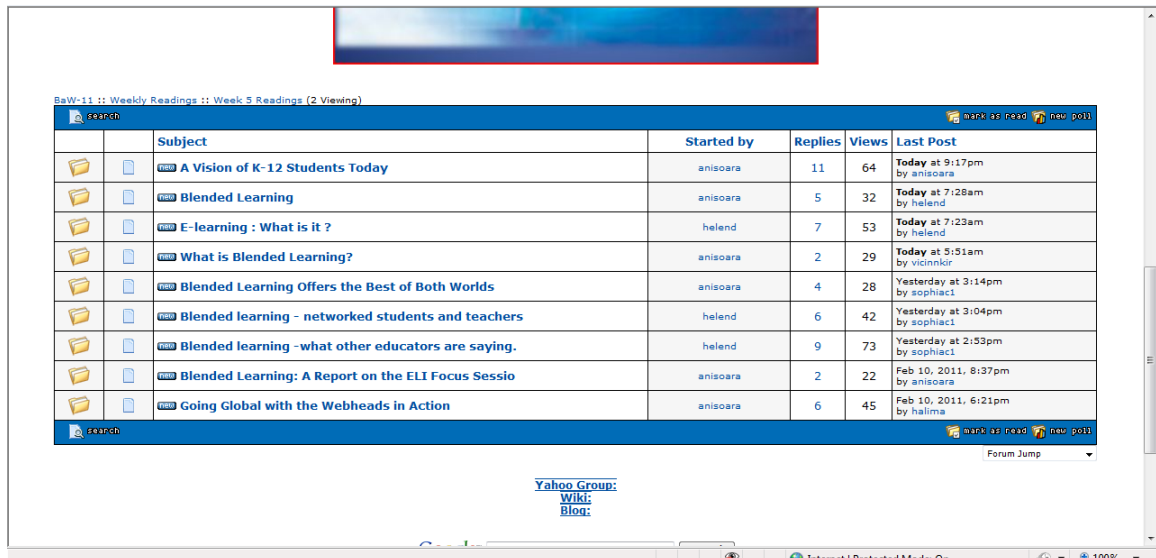 BaW-11 :: Weekly Readings :: Week 5 Readings (2 Viewing)
search mark as read new poll
Subject Started by Replies Views Last Post
new A Vision of K-12 Students Today anisoara 11 64 Today at 9:17pm
by anisoara
new Blended Learning anisoara 5 32 Today at 7:28am
by helend
new E-learning : What is it ? helend 7 53 Today at 7:23am
by helend
new What is Blended Learning? anisoara 2 29 Today at 5:51am
by vicinnkir
new Blended Learning Offers the Best of Both Worlds anisoara 4 28 Yesterday at 3:14pm
by sophiac1
new Blended learning - networked students and teachers helend 6 42 Yesterday at 3:04pm
by sophiac1
new Blended learning -what other educators are saying. helend 9 73 Yesterday at 2:53pm
by sophiac1
new Blended Learning: A Report on the ELI Focus Sessio anisoara 2 22 Feb 10, 2011, 8:37pm
by anisoara
new Going Global with the Webheads in Action anisoara 6 45 Feb 10, 2011, 6:21pm
by halima
search mark as read new poll
Forum Jump
Yahoo Group:
Wiki:
Blog:
Internet | Protected Mode: On 100%